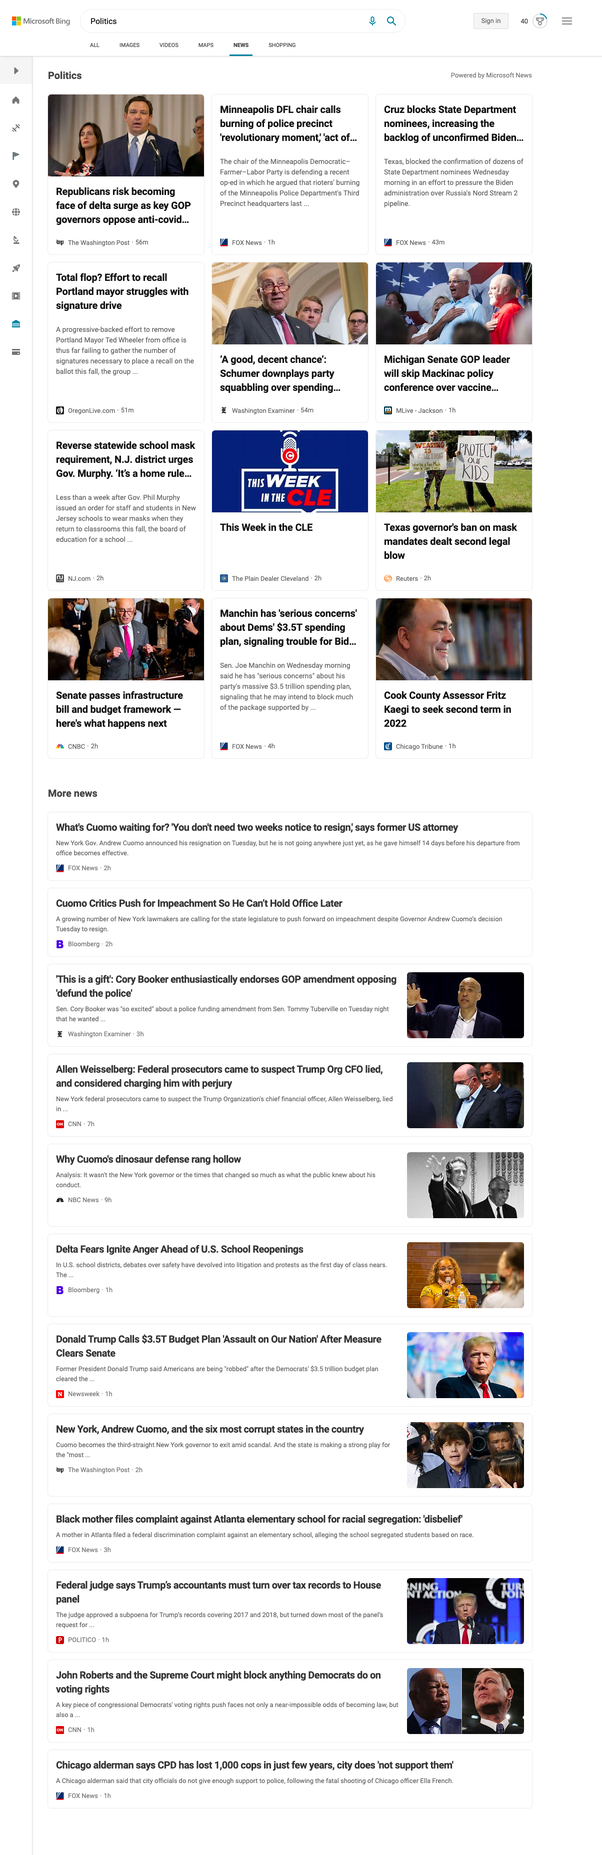 Microsoft Bing
Politics
Sign in
40
ALL IMAGES VIDEOS MAPS NEWS SHOPPING
Politics
Powered by Microsoft News
Republicans risk becoming
face of delta surge as key GOP
governors oppose anti-covid...
The Washington Post · 56m
Minneapolis DFL chair calls
burning of police precinct
'revolutionary moment,' 'act of...
The chair of the Minneapolis Democratic–
Farmer–Labor Party is defending a recent
op-ed in which he argued that rioters' burning
of the Minneapolis Police Department's Third
Precinct headquarters last ...
FOX News · 1h
Cruz blocks State Department
nominees, increasing the
backlog of unconfirmed Biden...
Texas, blocked the confirmation of dozens of
State Department nominees Wednesday
morning in an effort to pressure the Biden
administration over Russia's Nord Stream 2
pipeline.
FOX News · 43m
Total flop? Effort to recall
Portland mayor struggles with
signature drive
A progressive-backed effort to remove
Portland Mayor Ted Wheeler from office is
thus far failing to gather the number of
signatures necessary to place a recall on the
ballot this fall, the group ...
OregonLive.com · 51m
'A good, decent chance':
Schumer downplays party
squabbling over spending...
Washington Examiner · 54m
Michigan Senate GOP leader
will skip Mackinac policy
conference over vaccine...
MLive - Jackson · 1h
Reverse statewide school mask
requirement, N.J. district urges
Gov. Murphy. 'It's a home rule...
Less than a week after Gov. Phil Murphy
issued an order for staff and students in New
Jersey schools to wear masks when they
return to classrooms this fall, the board of
education for a school ...
NJ.com · 2h
THIS WEEK
IN THE CLE
This Week in the CLE
The Plain Dealer Cleveland · 2h
PROTECT
OUR
KIDS
Texas governor's ban on mask
mandates dealt second legal
blow
Reuters · 2h
Senate passes infrastructure
bill and budget framework —
here's what happens next
CNBC · 2h
Manchin has 'serious concerns'
about Dems' $3.5T spending
plan, signaling trouble for Bid...
Sen. Joe Manchin on Wednesday morning
said he has "serious concerns" about his
party's massive $3.5 trillion spending plan,
signaling that he may intend to block much
of the package supported by ...
FOX News · 4h
Cook County Assessor Fritz
Kaegi to seek second term in
2022
Chicago Tribune · 1h
More news
What's Cuomo waiting for? 'You don't need two weeks notice to resign,' says former US attorney
New York Gov. Andrew Cuomo announced his resignation on Tuesday, but he is not going anywhere just yet, as he gave himself 14 days before his departure from
office becomes effective.
FOX News · 2h
Cuomo Critics Push for Impeachment So He Can't Hold Office Later
A growing number of New York lawmakers are calling for the state legislature to push forward on impeachment despite Governor Andrew Cuomo's decision
Tuesday to resign.
Bloomberg · 2h
'This is a gift': Cory Booker enthusiastically endorses GOP amendment opposing
'defund the police'
Sen. Cory Booker was "so excited" about a police funding amendment from Sen. Tommy Tuberville on Tuesday night
that he wanted ...
Washington Examiner · 3h
Allen Weisselberg: Federal prosecutors came to suspect Trump Org CFO lied,
and considered charging him with perjury
New York federal prosecutors came to suspect the Trump Organization's chief financial officer, Allen Weisselberg, lied
in ...
CNN · 7h
Why Cuomo's dinosaur defense rang hollow
Analysis: It wasn't the New York governor or the times that changed so much as what the public knew about his
conduct.
NBC News · 9h
Delta Fears Ignite Anger Ahead of U.S. School Reopenings
In U.S. school districts, debates over safety have devolved into litigation and protests as the first day of class nears.
The ...
Bloomberg · 1h
Donald Trump Calls $3.5T Budget Plan 'Assault on Our Nation' After Measure
Clears Senate
Former President Donald Trump said Americans are being "robbed" after the Democrats' $3.5 trillion budget plan
cleared the ...
Newsweek · 1h
New York, Andrew Cuomo, and the six most corrupt states in the country
Cuomo becomes the third-straight New York governor to exit amid scandal. And the state is making a strong play for
the "most ...
The Washington Post · 2h
Black mother files complaint against Atlanta elementary school for racial segregation: 'disbelief'
A mother in Atlanta filed a federal discrimination complaint against an elementary school, alleging the school segregated students based on race.
FOX News · 3h
Federal judge says Trump's accountants must turn over tax records to House
panel
The judge approved a subpoena for Trump's records covering 2017 and 2018, but turned down most of the panel's
request for ...
POLITICO · 1h
John Roberts and the Supreme Court might block anything Democrats do on
voting rights
A key piece of congressional Democrats' voting rights push faces not only a near-impossible odds of becoming law, but
also a ...
CNN · 1h
Chicago alderman says CPD has lost 1,000 cops in just few years, city does 'not support them'
A Chicago alderman said that city officials do not give enough support to police, following the fatal shooting of Chicago officer Ella French.
FOX News · 1h